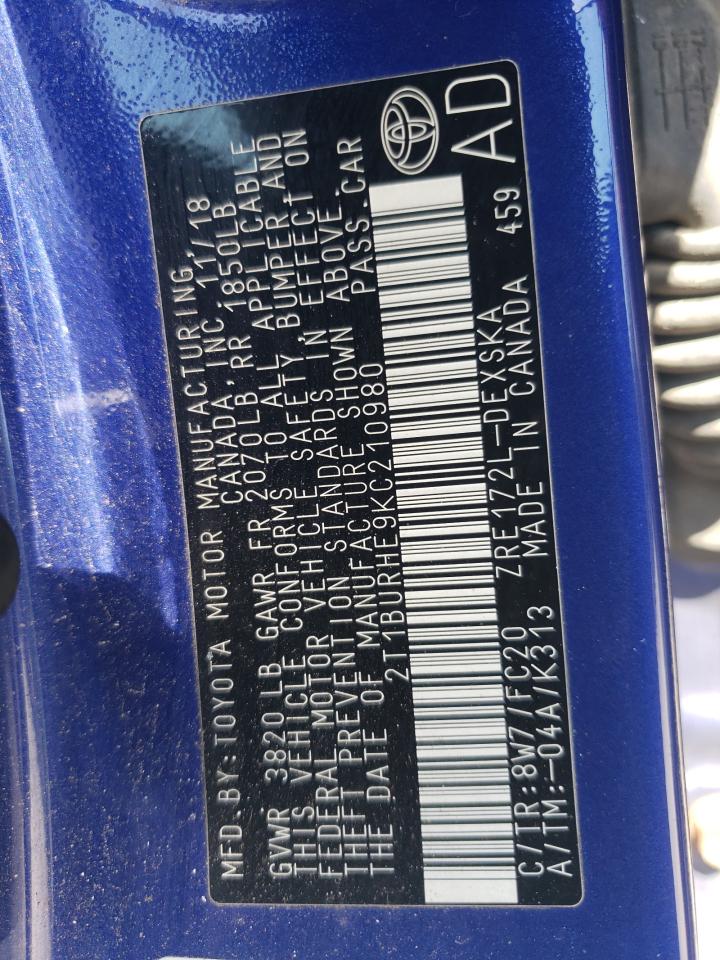 MFD BY: TOYOTA MOTOR MANUFACTURING,
CANADA, INC 11/18
GVWR 3820LB GAWR FR 2070LB RR 1850LB
THIS VEHICLE CONFORMS TO ALL APPLICABLE
FEDERAL MOTOR VEHICLE SAFETY, BUMPER, AND
THEFT PREVENTION STANDARDS IN EFFECT ON
THE DATE OF MANUFACTURE SHOWN ABOVE.
2T1BURHE9KC210980 PASS.CAR
C/TR:8W7/FC20 ZRE172L-DEXSKA AD
A/TM:-04A/K313 MADE IN CANADA 459